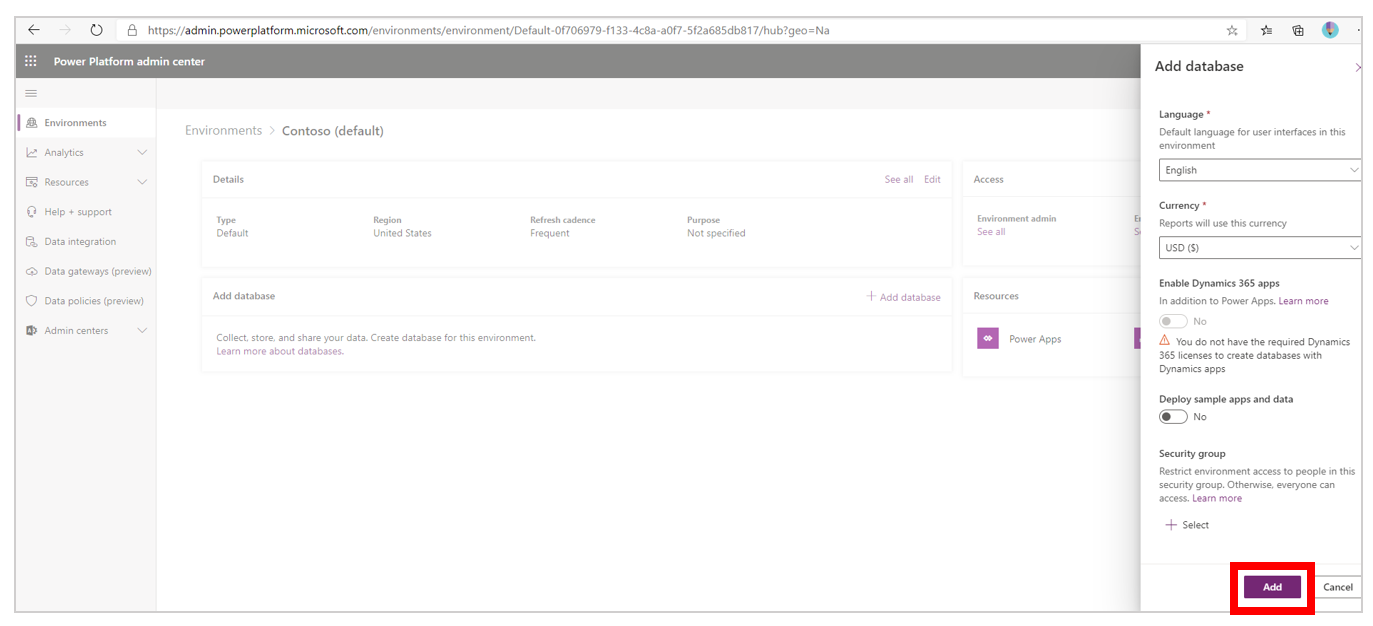 https://admin.powerplatform.microsoft.com/environments/environment/Default-0f706979-f133-4c8a-a0f7-5f2a685db817/hub?geo=Na
Power Platform admin center
Environments
Analytics
Resources
Help + support
Data integration
Data gateways (preview)
Data policies (preview)
Admin centers
Environments > Contoso (default)
Details
See all Edit
Type
Default
Region
United States
Refresh cadence
Frequent
Purpose
Not specified
Add database
+ Add database
Collect, store, and share your data. Create database for this environment.
Learn more about databases.
Access
Environment admin
See all
Resources
Power Apps
Add database
Language *
Default language for user interfaces in this
environment
English
Currency *
Reports will use this currency
USD ($)
Enable Dynamics 365 apps
In addition to Power Apps. Learn more
No
You do not have the required Dynamics
365 licenses to create databases with
Dynamics apps
Deploy sample apps and data
No
Security group
Restrict environment access to people in this
security group. Otherwise, everyone can
access. Learn more
+ Select
Add
Cancel